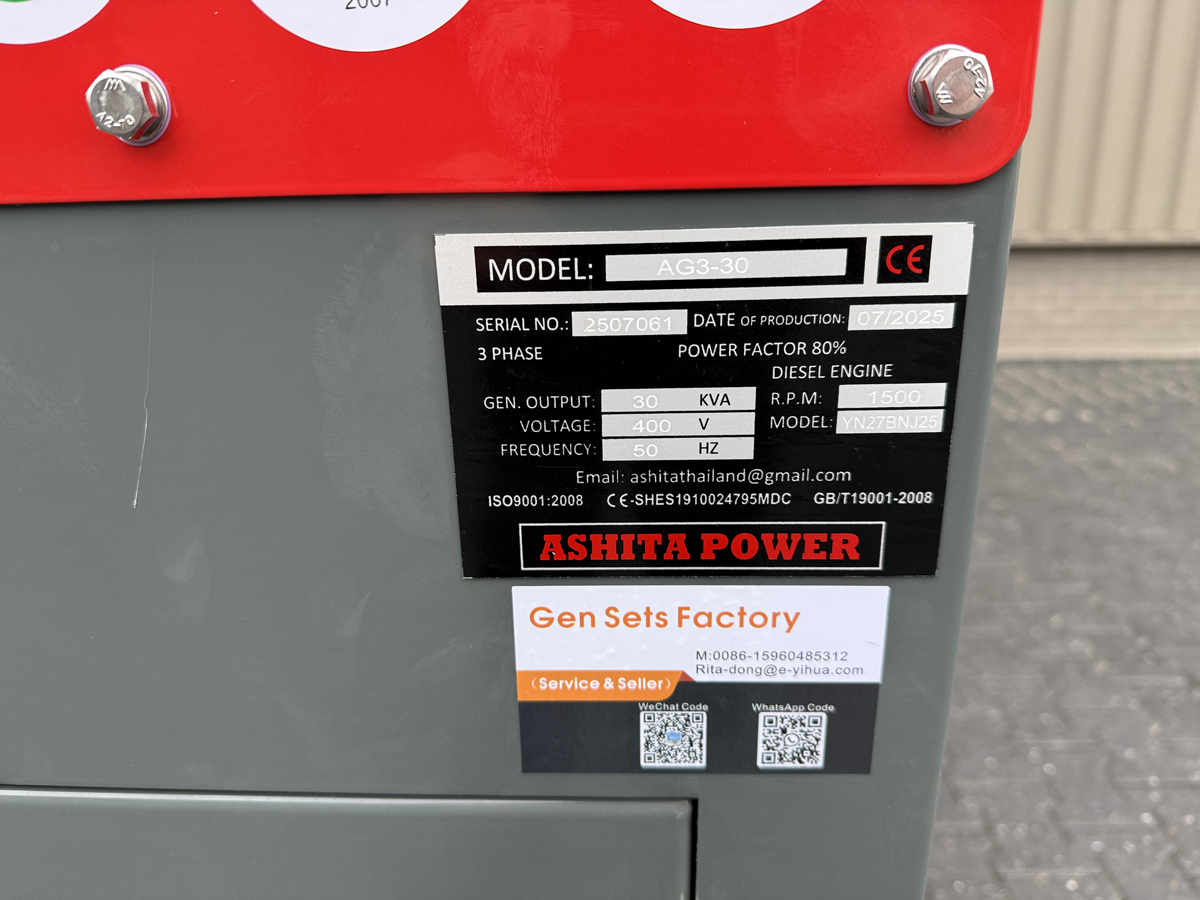 2007
A2-70
A2-70
MODEL: AG3-30 CE
SERIAL NO.: 2507061 DATE OF PRODUCTION: 07/2025
3 PHASE POWER FACTOR 80%
DIESEL ENGINE
GEN. OUTPUT: 30 KVA R.P.M: 1500
VOLTAGE: 400 V MODEL: YN27BNJ25
FREQUENCY: 50 HZ
Email: ashitathailand@gmail.com
ISO9001:2008 CE-SHES1910024795MDC GB/T19001-2008
ASHITA POWER
Gen Sets Factory
M:0086-15960485312
Rita-dong@e-yihua.com
(Service & Seller)
WeChat Code WhatsApp Code